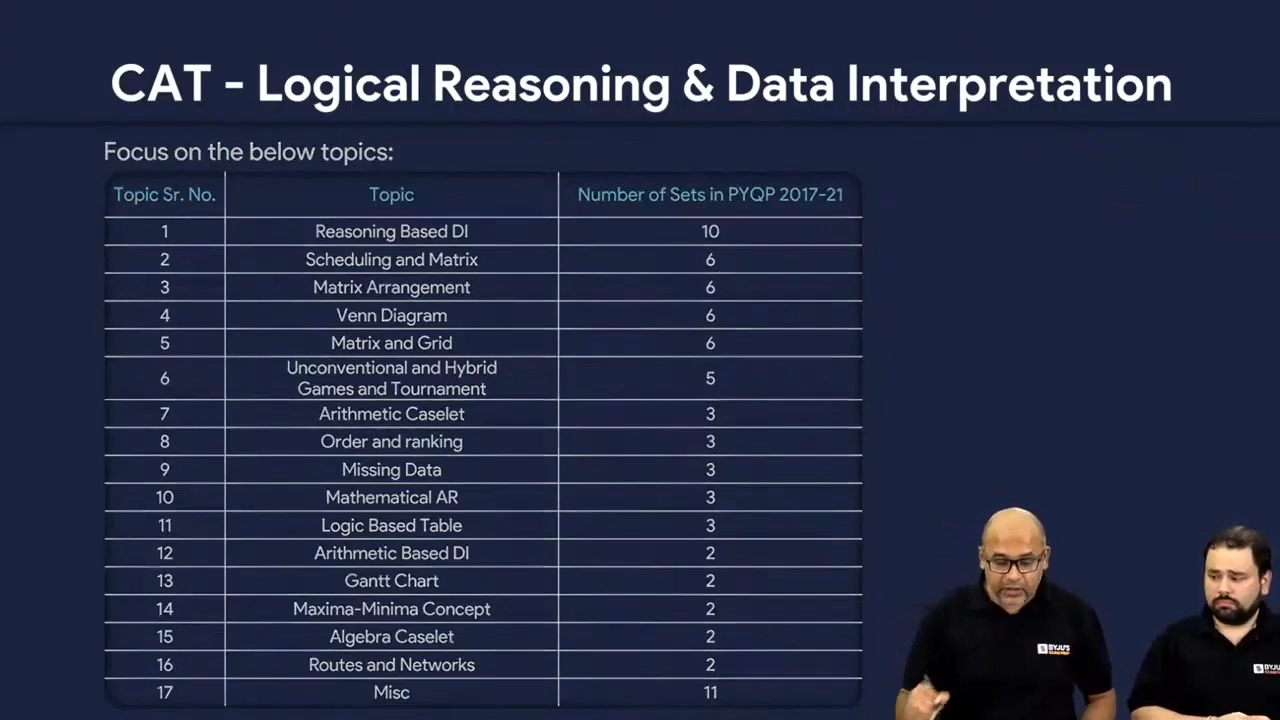 CAT - Logical Reasoning & Data Interpretation
Focus on the below topics:
Topic Sr. No. Topic Number of Sets in PYQP 2017-21
1 Reasoning Based DI 10
2 Scheduling and Matrix 6
3 Matrix Arrangement 6
4 Venn Diagram 6
5 Matrix and Grid 6
6 Unconventional and Hybrid
Games and Tournament 5
7 Arithmetic Caselet 3
8 Order and ranking 3
9 Missing Data 3
10 Mathematical AR 3
11 Logic Based Table 3
12 Arithmetic Based DI 2
13 Gantt Chart 2
14 Maxima-Minima Concept 2
15 Algebra Caselet 2
16 Routes and Networks 2
17 Misc 11
BYJU'S
BYJU'S